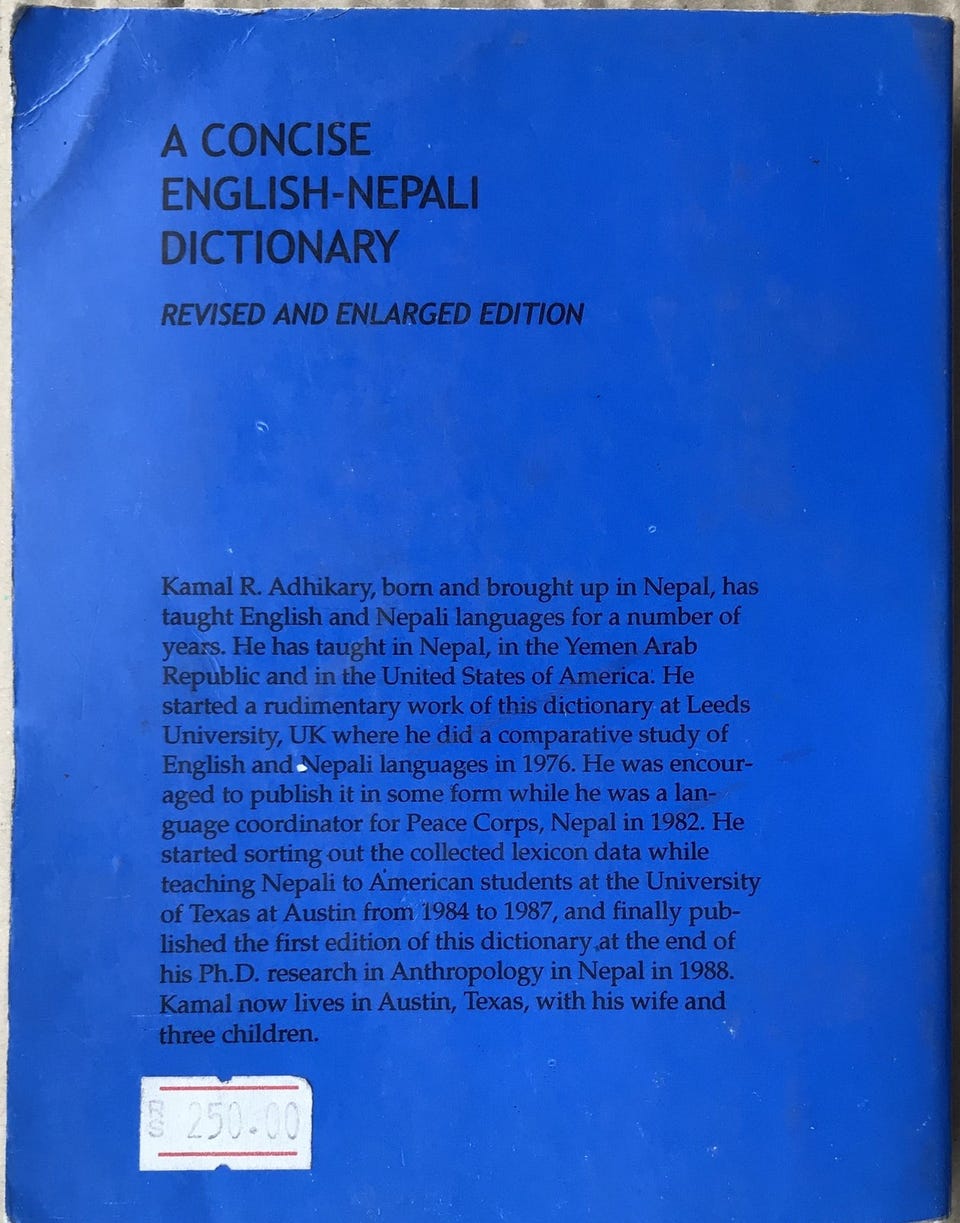 A CONCISE
ENGLISH-NEPALI
DICTIONARY
REVISED AND ENLARGED EDITION
Kamal R. Adhikary, born and brought up in Nepal, has
taught English and Nepali languages for a number of
years. He has taught in Nepal, in the Yemen Arab
Republic and in the United States of America. He
started a rudimentary work of this dictionary at Leeds
University, UK where he did a comparative study of
English and Nepali languages in 1976. He was encour-
aged to publish it in some form while he was a lan-
guage coordinator for Peace Corps, Nepal in 1982. He
started sorting out the collected lexicon data while
teaching Nepali to American students at the University
of Texas at Austin from 1984 to 1987, and finally pub-
lished the first edition of this dictionary at the end of
his Ph.D. research in Anthropology in Nepal in 1988.
Kamal now lives in Austin, Texas, with his wife and
three children.
RS 250.00